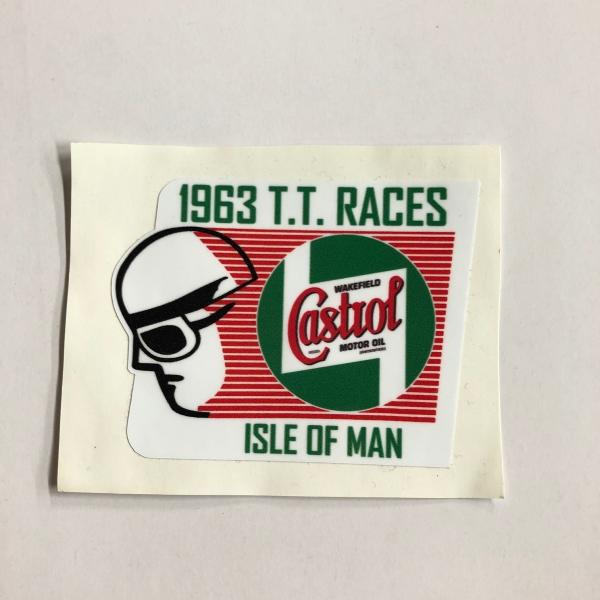 1963 T.T. RACES
WAKEFIELD
Castrol
MOTOR OIL
ISLE OF MAN